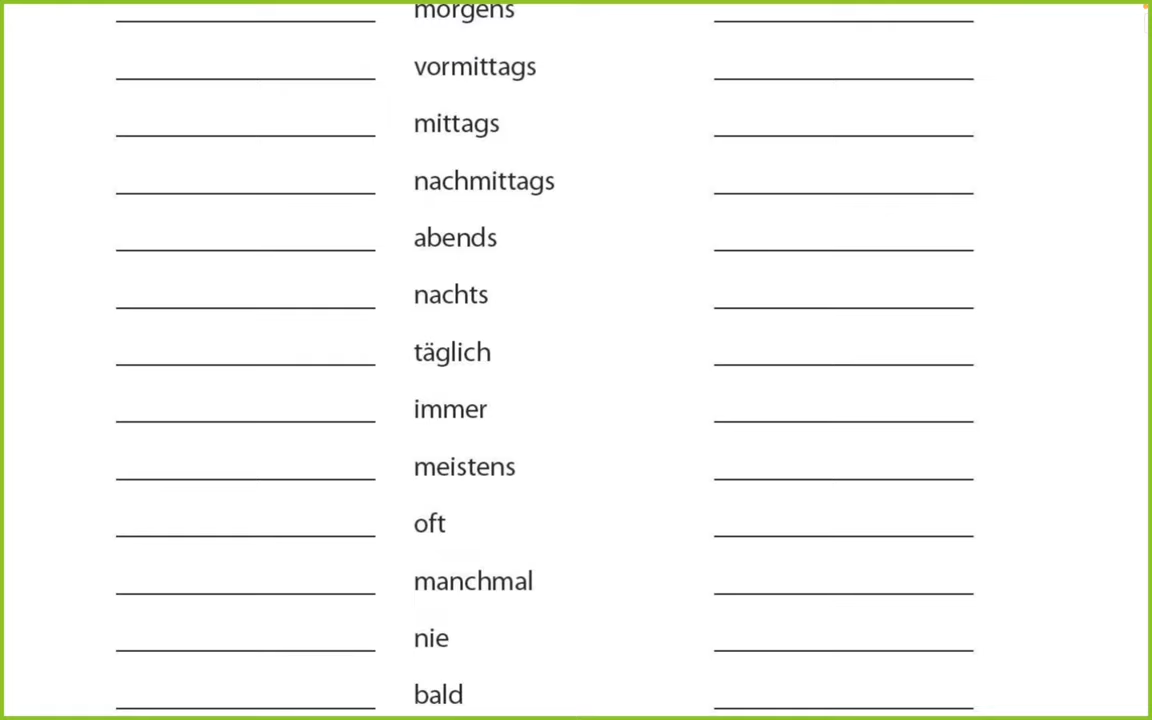 morgens
vormittags
mittags
nachmittags
abends
nachts
täglich
immer
meistens
oft
manchmal
nie
bald